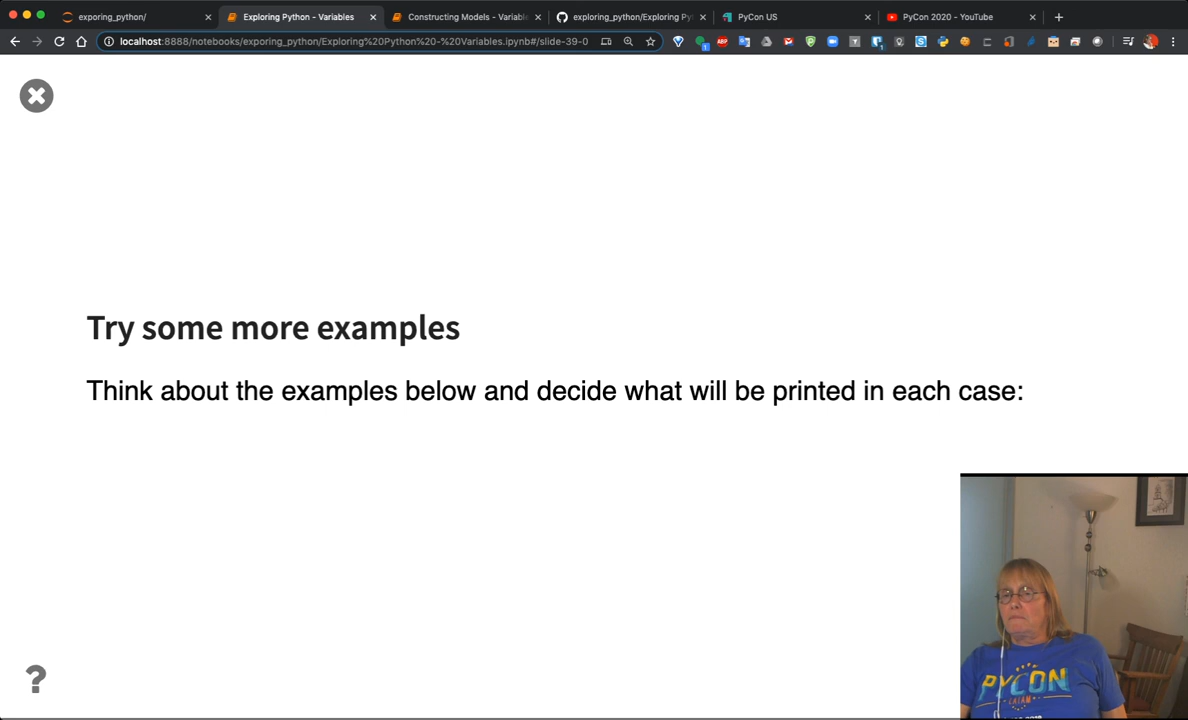 exporing_python/
Exploring Python - Variables
Constructing Models - Variable
exploring_python/Exploring Py
PyCon US
PyCon 2020 - YouTube
localhost:8888/notebooks/exporing_python/Exploring%20Python%20-%20Variables.ipynb#/slide-39-0
Try some more examples
Think about the examples below and decide what will be printed in each case:
?
PYCON